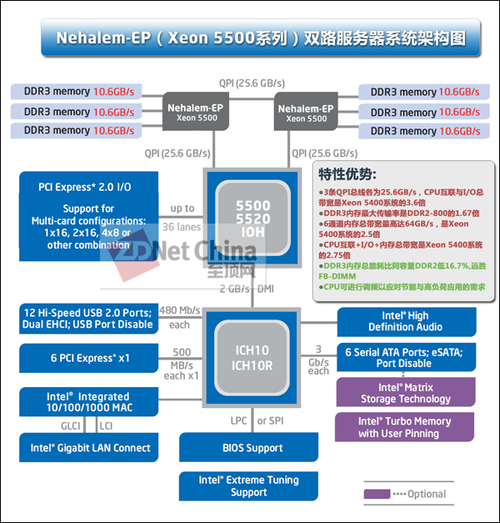 Nehalem-EP（Xeon 5500系列）双路服务器系统架构图
QPI (25.6 GB/s)
DDR3 memory 10.6GB/s
DDR3 memory 10.6GB/s
DDR3 memory 10.6GB/s
Nehalem-EP
Xeon 5500
Nehalem-EP
Xeon 5500
DDR3 memory 10.6GB/s
DDR3 memory 10.6GB/s
DDR3 memory 10.6GB/s
QPI (25.6 GB/s)
QPI (25.6 GB/s)
PCI Express* 2.0 I/O
Support for
Multi-card configurations:
1x16, 2x16, 4x8 or
other combination
up to
36 lanes
5500
5520
IOH
特性优势:
●3条QPI总线各为25.6GB/s，CPU互联与I/O总
带宽是Xeon 5400系统的3.6倍
●DDR3内存最大传输率是DDR2-800的1.67倍
●6通道内存总带宽最高达64GB/s，是Xeon
5400系统的2.5倍
●CPU互联+I/O+内存总带宽是Xeon 5400系统
的2.75倍
●DDR3内存总能耗比同容量DDR2低16.7%,远胜
FB-DIMM
●CPU可进行调频以应对节能与高负荷应用的需求
ZDNet China
至顶网
2 GB/s
DMI
12 Hi-Speed USB 2.0 Ports;
Dual EHCI; USB Port Disable
480 Mb/s
each
Intel® High
Definition Audio
6 PCI Express* x1
500
MB/s
each x1
ICH10
ICH10R
3
Gb/s
each
6 Serial ATA Ports; eSATA;
Port Disable
Intel® Matrix
Storage Technology
Intel® Integrated
10/100/1000 MAC
GLCI
LCI
LPC
or SPI
Intel® Turbo Memory
with User Pinning
Intel® Gigabit LAN Connect
BIOS Support
Intel® Extreme Tuning
Support
Optional